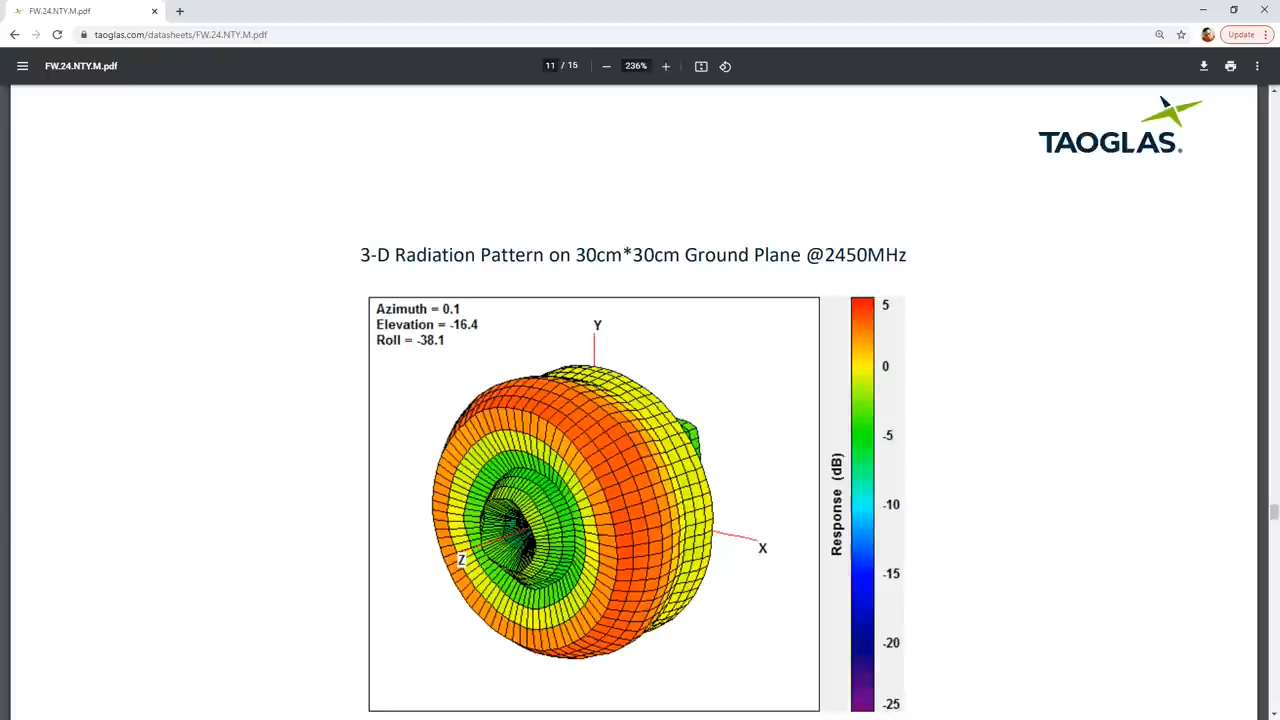 FW.24.NTY.M.pdf
taoglas.com/datasheets/FW.24.NTY.M.pdf
Update
FW.24.NTY.M.pdf
11 / 15
236%
TAOGLAS®
3-D Radiation Pattern on 30cm*30cm Ground Plane @2450MHz
Azimuth = 0.1
Elevation = -16.4
Roll = -38.1
Y
X
Z
Response (dB)
5
0
-5
-10
-15
-20
-25